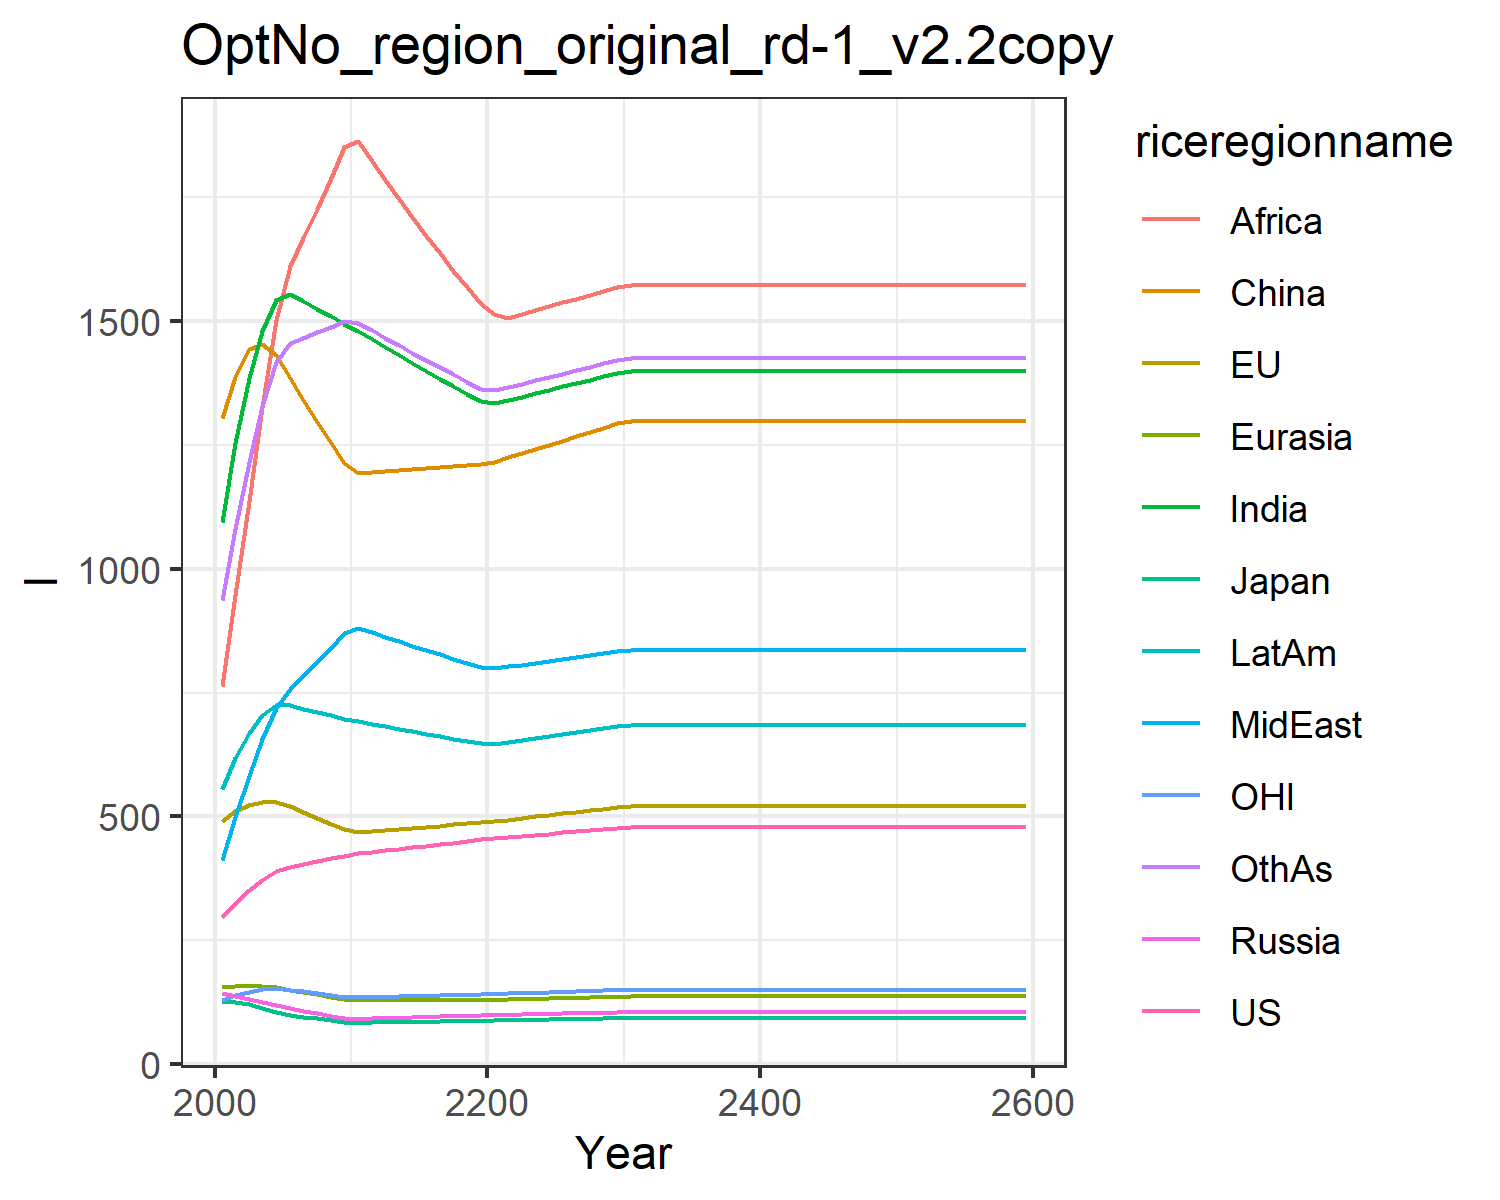 OptNo_region_original_rd-1_v2.2copy
1500
1000
500
0
l
2000 2200 2400 2600
Year
riceregionname
Africa
China
EU
Eurasia
India
Japan
LatAm
MidEast
OHI
OthAs
Russia
US